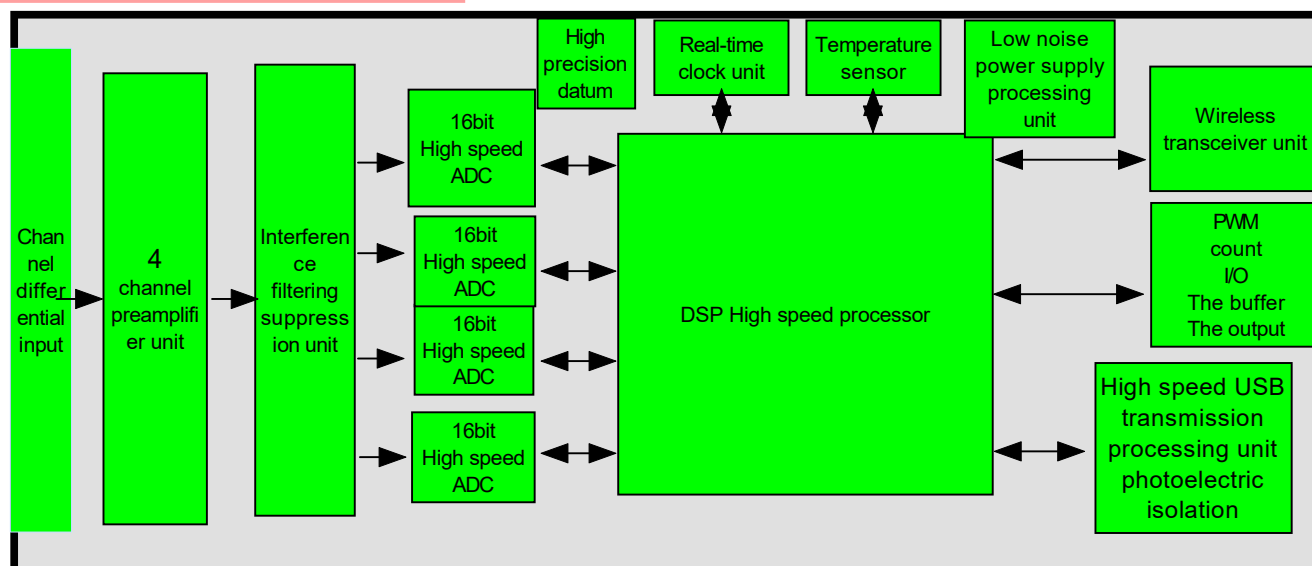 High
precision
datum
Real-time
clock unit
Temperature
sensor
Low noise
power supply
processing
unit
Chan
nel
differ
ential
input
4
channel
preamplifi
er unit
Interferen
ce
filtering
suppress
ion unit
16bit
High speed
ADC
16bit
High speed
ADC
16bit
High speed
ADC
16bit
High speed
ADC
DSP High speed processor
Wireless
transceiver unit
PWM
count
I/O
The buffer
The output
High speed USB
transmission
processing unit
photoelectric
isolation